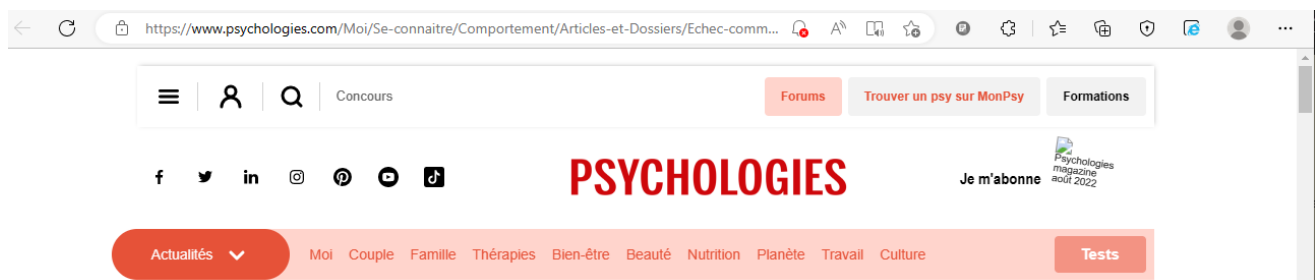 https://www.psychologies.com/Moi/Se-connaitre/Comportement/Articles-et-Dossiers/Echec-comm...
Concours
Forums
Trouver un psy sur MonPsy
Formations
PSYCHOLOGIES
Je m'abonne
Psychologies
magazine
août 2022
Actualités
Moi Couple Famille Thérapies Bien-être Beauté Nutrition Planète Travail Culture
Tests